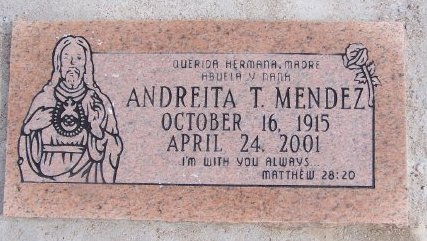 QUERIDA HERMANA, MADRE
ABUELA Y NANA
ANDREITA T. MENDEZ
OCTOBER 16, 1915
APRIL 24, 2001
I'M WITH YOU ALWAYS...
MATTHEW 28:20